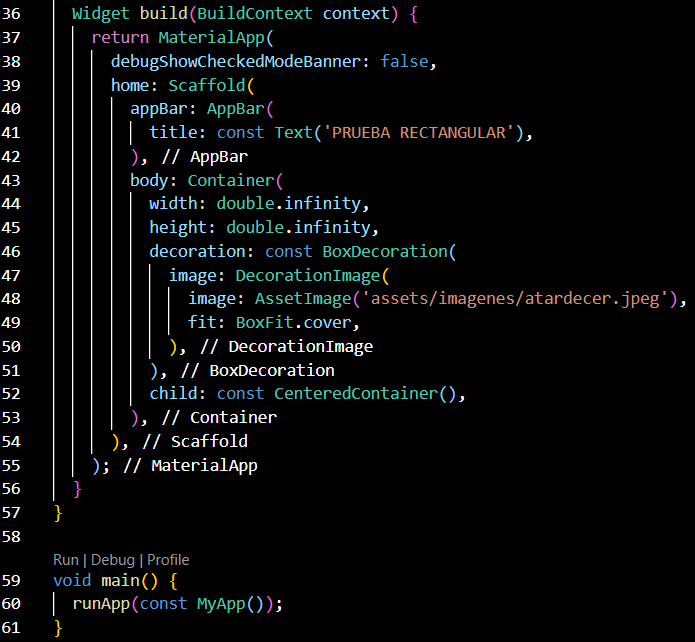 36 Widget build(BuildContext context) {
37 return MaterialApp(
38 debugShowCheckedModeBanner: false,
39 home: Scaffold(
40 appBar: AppBar(
41 title: const Text('PRUEBA RECTANGULAR'),
42 ), // AppBar
43 body: Container(
44 width: double.infinity,
45 height: double.infinity,
46 decoration: const BoxDecoration(
47 image: DecorationImage(
48 image: AssetImage('assets/imagenes/atardecer.jpeg'),
49 fit: BoxFit.cover,
50 ), // DecorationImage
51 ), // BoxDecoration
52 child: const CenteredContainer(),
53 ), // Container
54 ), // Scaffold
55 ); // MaterialApp
56 }
57 }
58
Run | Debug | Profile
59 void main() {
60 runApp(const MyApp());
61 }